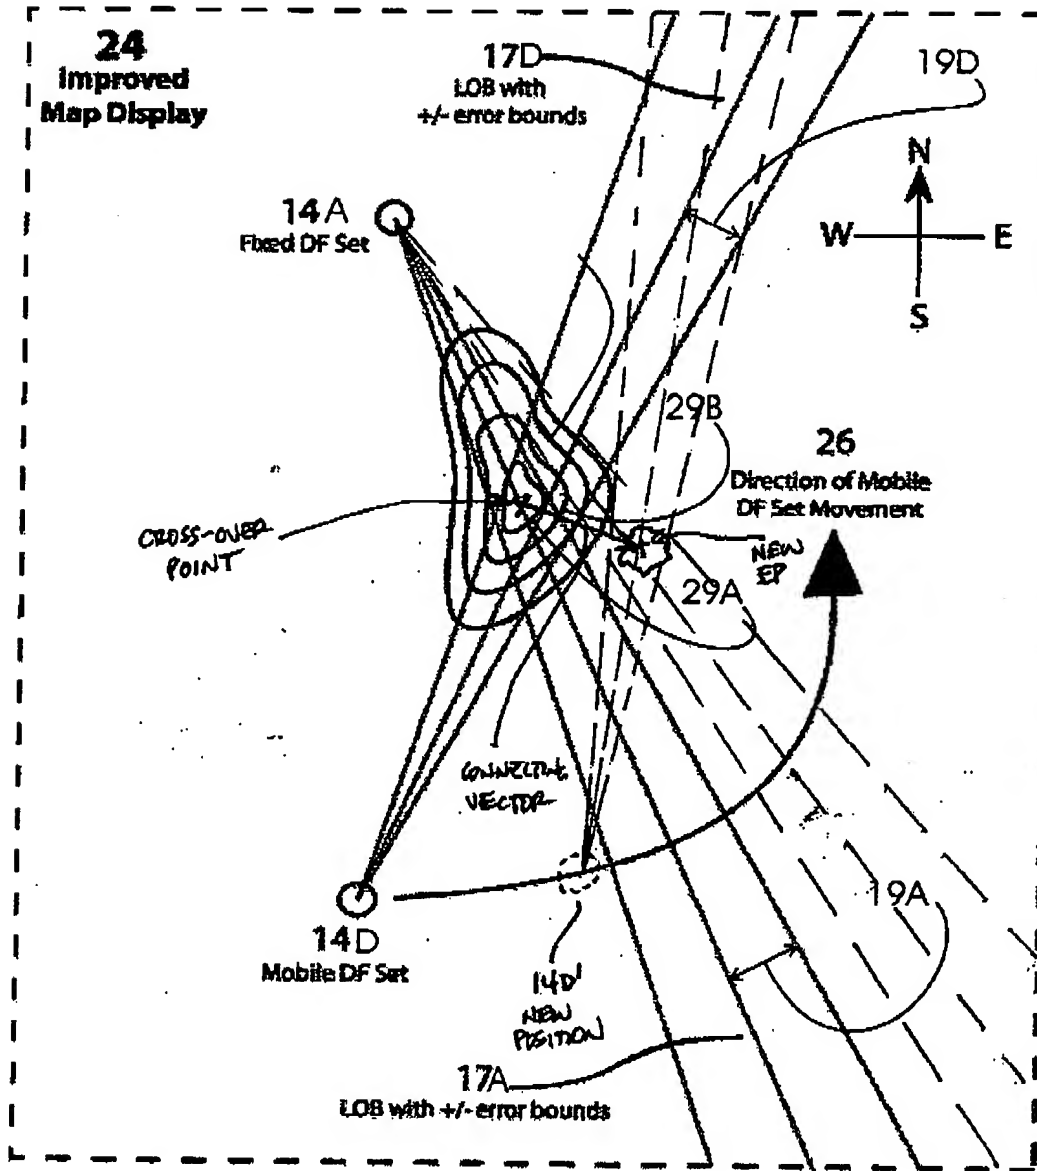 24
Improved
Map Display
17D
LOB with
+/- error bounds
19D
N
W E
S
14A
Fixed DF Set
29B
26
Direction of Mobile
DF Set Movement
CROSS-OVER
POINT
NEW
EP
29A
CONNECTING
VECTOR
19A
14D
Mobile DF Set
14D'
NEW
POSITION
17A
LOB with +/- error bounds